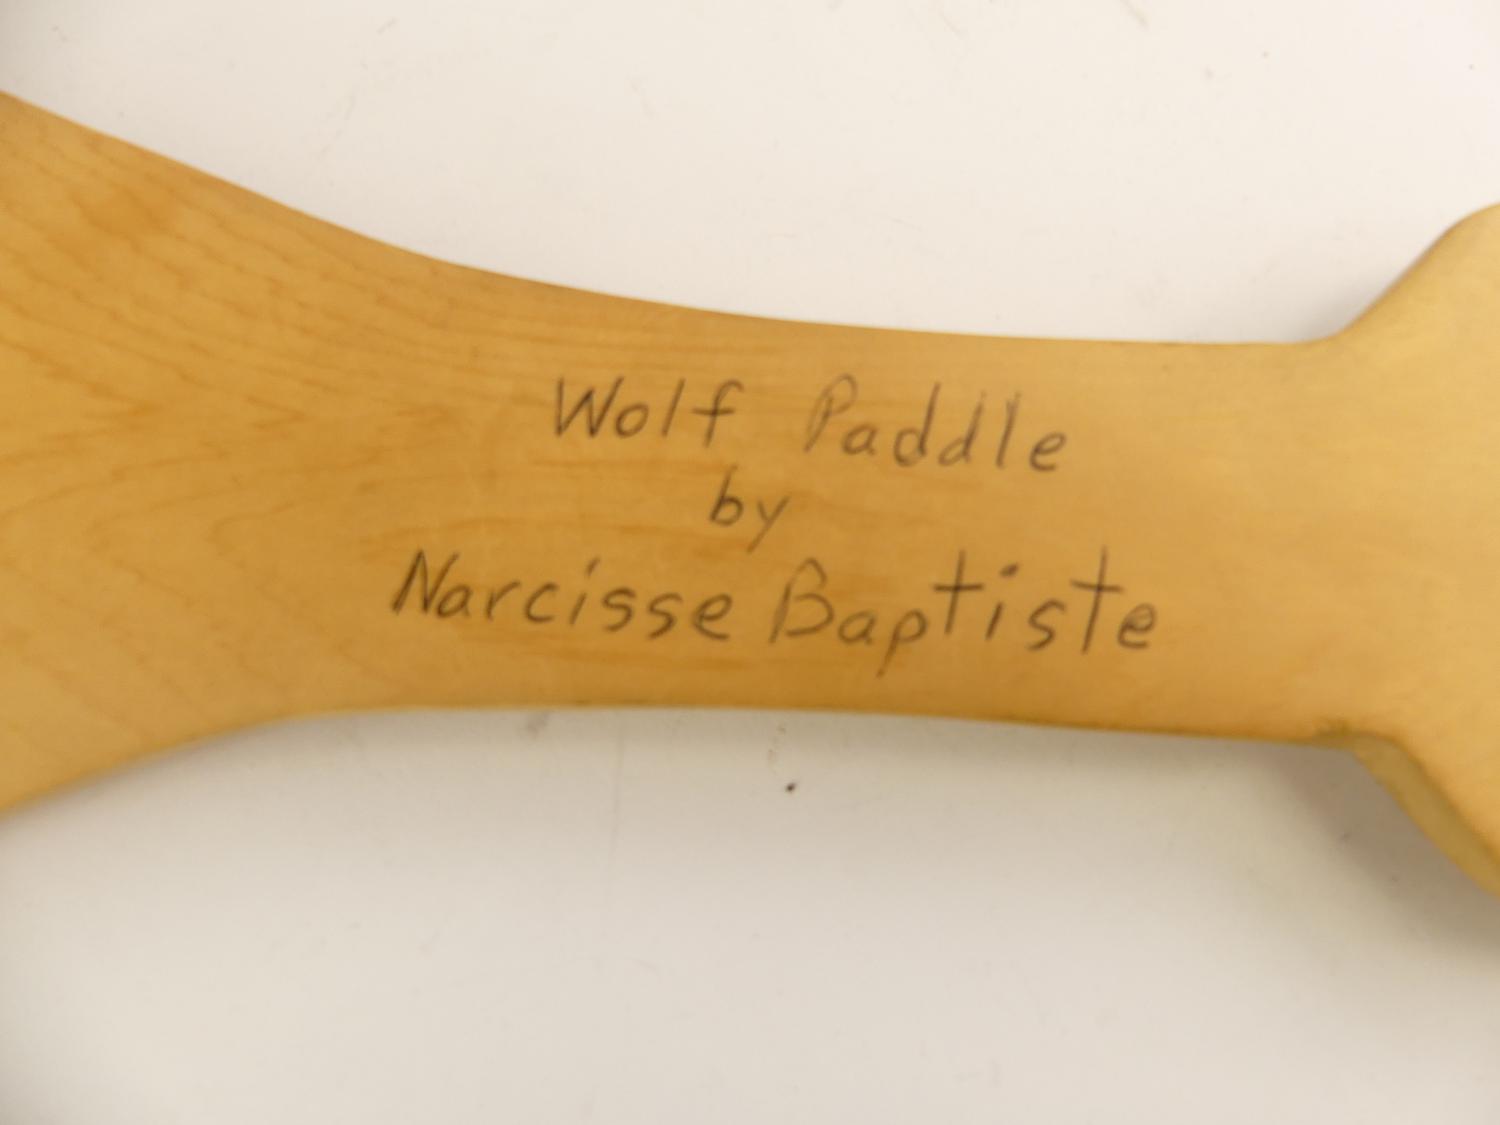 Wolf Paddle
by
Narcisse Baptiste